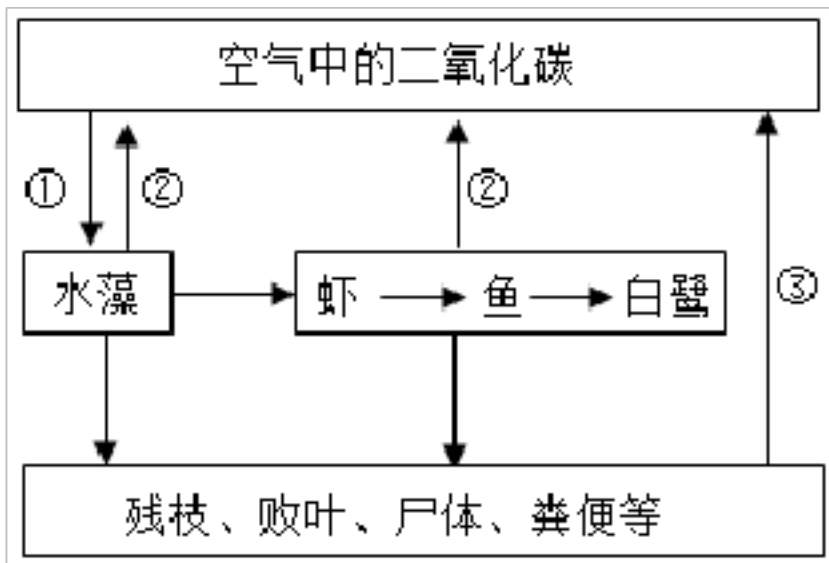 空气中的二氧化碳
① ② ② ③
水藻 虾 鱼 白鹭
残枝、败叶、尸体、粪便等